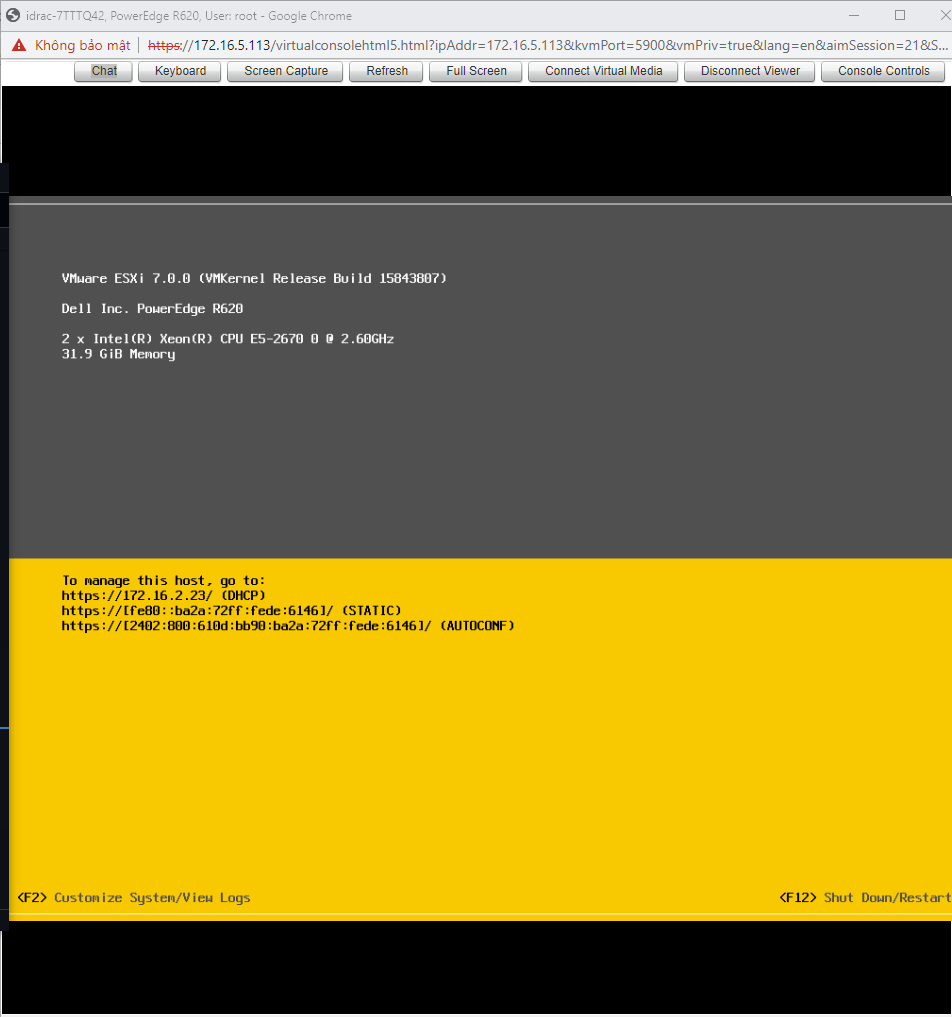 idrac-7TTTQ42, PowerEdge R620, User: root - Google Chrome
Không bảo mật | https://172.16.5.113/virtualconsolehtml5.html?ipAddr=172.16.5.113&kvmPort=5900&vmPriv=true&lang=en&aimSession=21&S...
Chat Keyboard Screen Capture Refresh Full Screen Connect Virtual Media Disconnect Viewer Console Controls
VMware ESXi 7.0.0 (VMKernel Release Build 15843807)
Dell Inc. PowerEdge R620
2 x Intel(R) Xeon(R) CPU E5-2670 0 @ 2.60GHz
31.9 GiB Memory
To manage this host, go to:
https://172.16.2.23/ (DHCP)
https://[fe80::ba2a:72ff:fede:6146]/ (STATIC)
https://[2402:800:610d:bb90:ba2a:72ff:fede:6146]/ (AUTOCONF)
<F2> Customize System/View Logs <F12> Shut Down/Restart